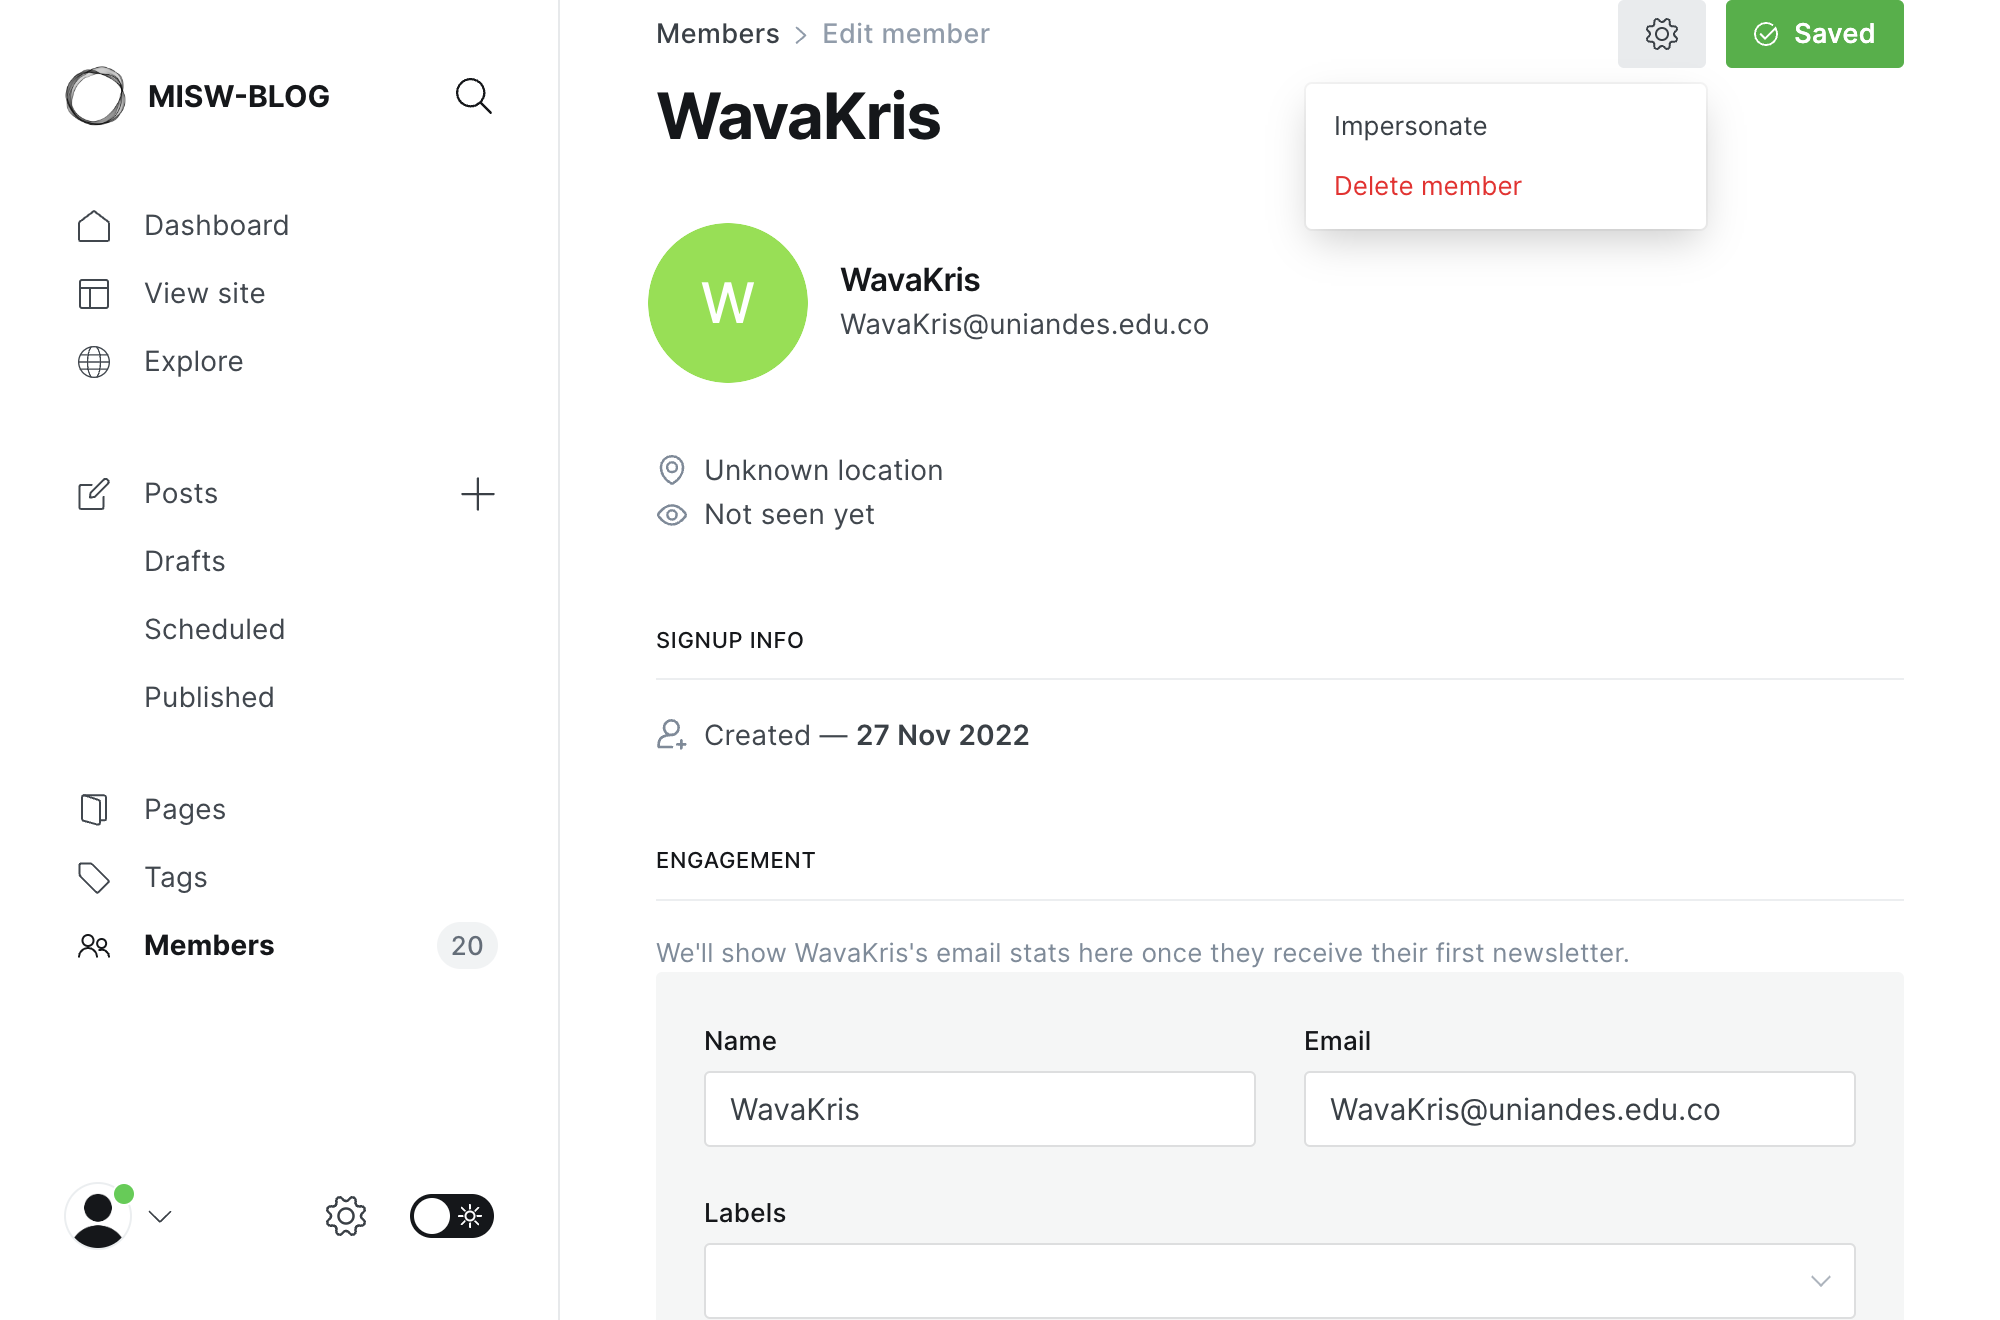 MISW-BLOG
Dashboard
View site
Explore
Posts
Drafts
Scheduled
Published
Pages
Tags
Members
20
Members > Edit member
Saved
WavaKris
Impersonate
Delete member
W
WavaKris
WavaKris@uniandes.edu.co
Unknown location
Not seen yet
SIGNUP INFO
Created — 27 Nov 2022
ENGAGEMENT
We'll show WavaKris's email stats here once they receive their first newsletter.
Name
Email
WavaKris
WavaKris@uniandes.edu.co
Labels